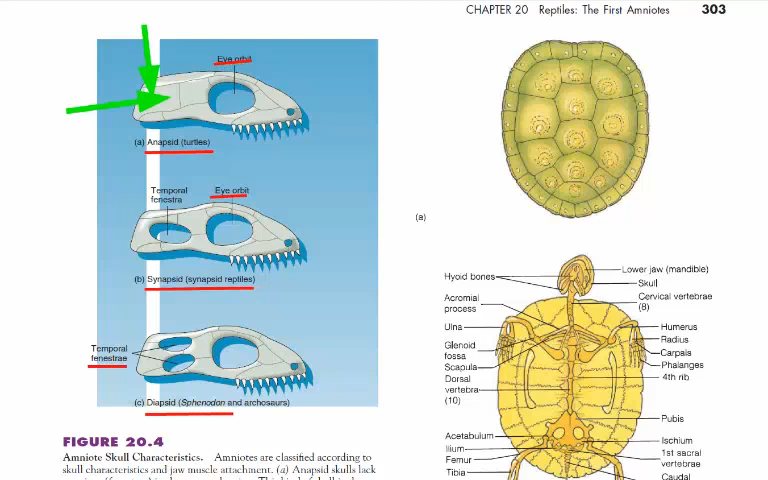 CHAPTER 20 Reptiles: The First Amniotes 303
Eye orbit
(a) Anapsid (turtles)
Temporal
fenestra
Eye orbit
(b) Synapsid (synapsid reptiles)
Temporal
fenestrae
(c) Diapsid (Sphenodon and archosaurs)
FIGURE 20.4
Amniote Skull Characteristics. Amniotes are classified according to
skull characteristics and jaw muscle attachment. (a) Anapsid skulls lack
(a)
Hyoid bones
Acromial
process
Ulna
Glenoid
fossa
Scapula
Dorsal
vertebra
(10)
Acetabulum
Ilium
Femur
Tibia
Lower jaw (mandible)
Skull
Cervical vertebrae
(8)
Humerus
Radius
Carpals
Phalanges
4th rib
Pubis
Ischium
1st sacral
vertebrae
Caudal